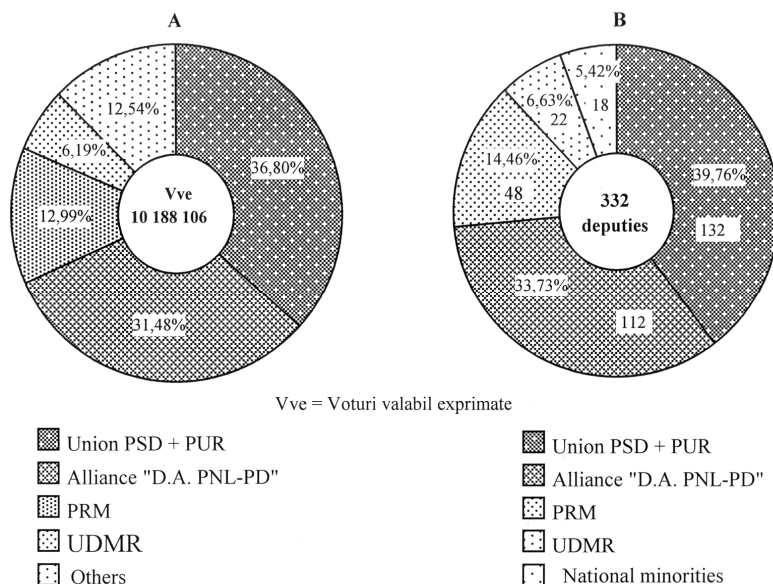 A
12,54%
6,19%
36,80%
12,99%
Vve
10 188 106
31,48%
B
5,42%
18
6,63%
22
14,46%
48
39,76%
132
332
deputies
33,73%
112
Vve = Voturi valabil exprimate
Union PSD + PUR
Alliance "D.A. PNL-PD"
PRM
UDMR
Others
Union PSD + PUR
Alliance "D.A. PNL-PD"
PRM
UDMR
National minorities